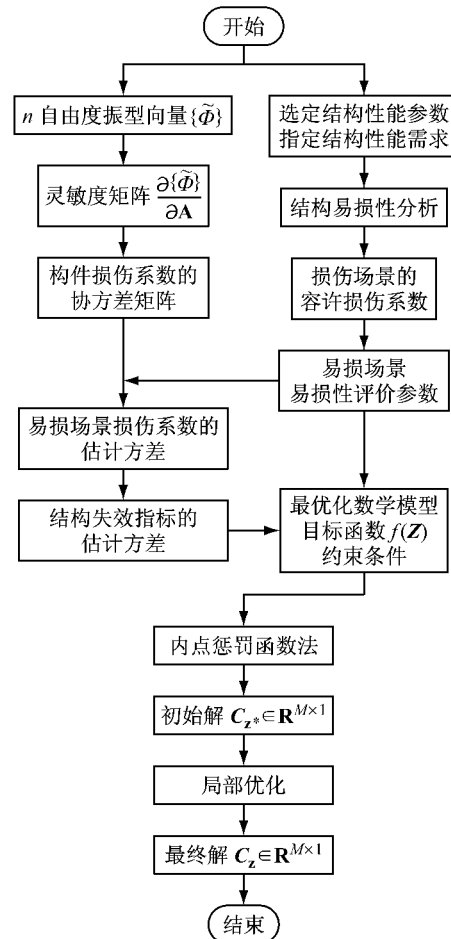 开始
n 自由度振型向量{Φ̃}
灵敏度矩阵 ∂{Φ̃}/∂A
构件损伤系数的
协方差矩阵
选定结构性能参数
指定结构性能需求
结构易损性分析
损伤场景的
容许损伤系数
易损场景
易损性评价参数
易损场景损伤系数的
估计方差
结构失效指标的
估计方差
最优化数学模型
目标函数 f(Z)
约束条件
内点惩罚函数法
初始解 C_z* ∈ R^{M×1}
局部优化
最终解 C_z ∈ R^{M×1}
结束